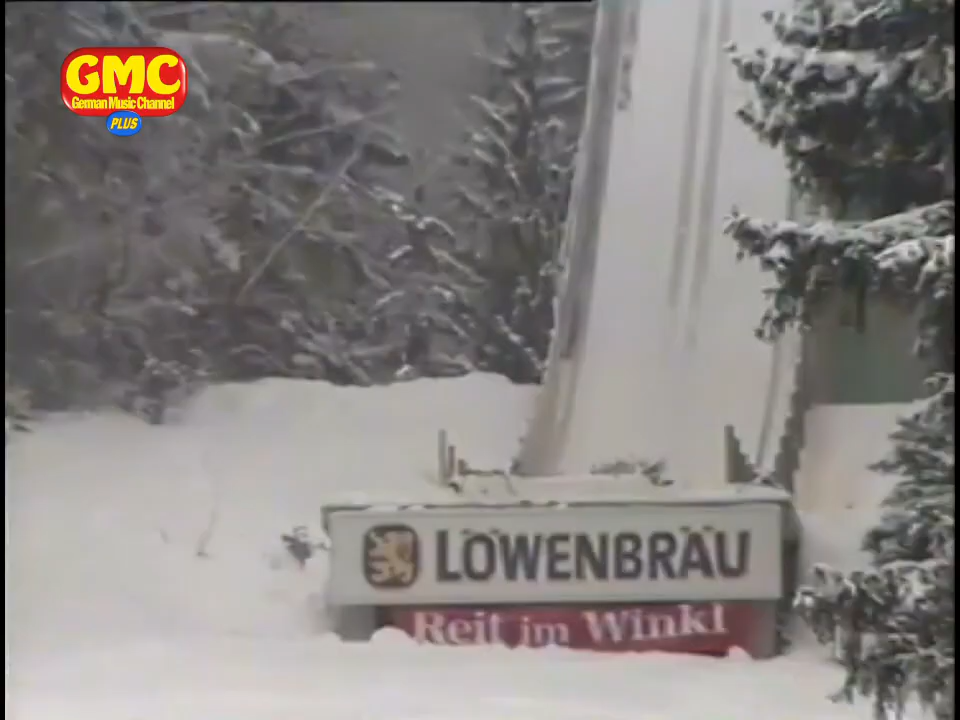 GMC
German Music Channel
PLUS
LÖWENBRÄU
Reit im Winkl